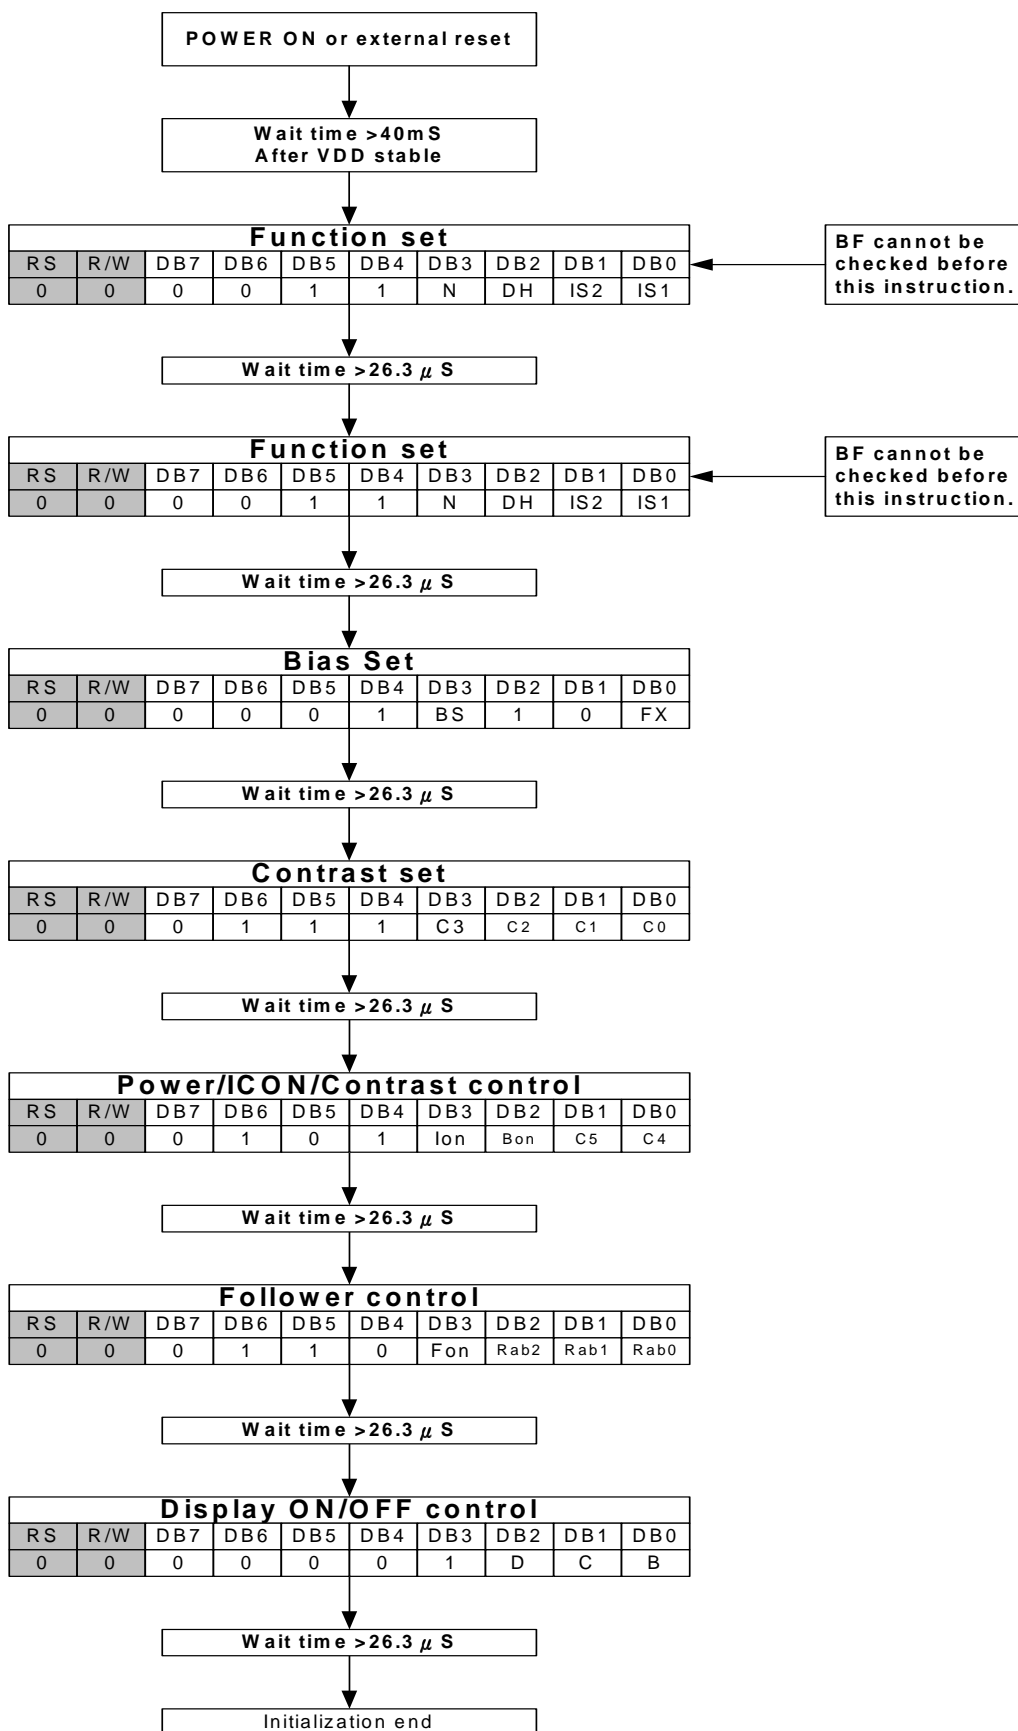 POWER ON or external reset
Wait time >40mS
After VDD stable
Function set
RS R/W DB7 DB6 DB5 DB4 DB3 DB2 DB1 DB0
0 0 0 0 1 1 N DH IS2 IS1
BF cannot be
checked before
this instruction.
Wait time >26.3 μS
Function set
RS R/W DB7 DB6 DB5 DB4 DB3 DB2 DB1 DB0
0 0 0 0 1 1 N DH IS2 IS1
BF cannot be
checked before
this instruction.
Wait time >26.3 μS
Bias Set
RS R/W DB7 DB6 DB5 DB4 DB3 DB2 DB1 DB0
0 0 0 0 0 1 BS 1 0 FX
Wait time >26.3 μS
Contrast set
RS R/W DB7 DB6 DB5 DB4 DB3 DB2 DB1 DB0
0 0 0 1 1 1 C3 C2 C1 C0
Wait time >26.3 μS
Power/ICON/Contrast control
RS R/W DB7 DB6 DB5 DB4 DB3 DB2 DB1 DB0
0 0 0 1 0 1 Ion Bon C5 C4
Wait time >26.3 μS
Follower control
RS R/W DB7 DB6 DB5 DB4 DB3 DB2 DB1 DB0
0 0 0 1 1 0 Fon Rab2 Rab1 Rab0
Wait time >26.3 μS
Display ON/OFF control
RS R/W DB7 DB6 DB5 DB4 DB3 DB2 DB1 DB0
0 0 0 0 0 0 1 D C B
Wait time >26.3 μS
Initialization end